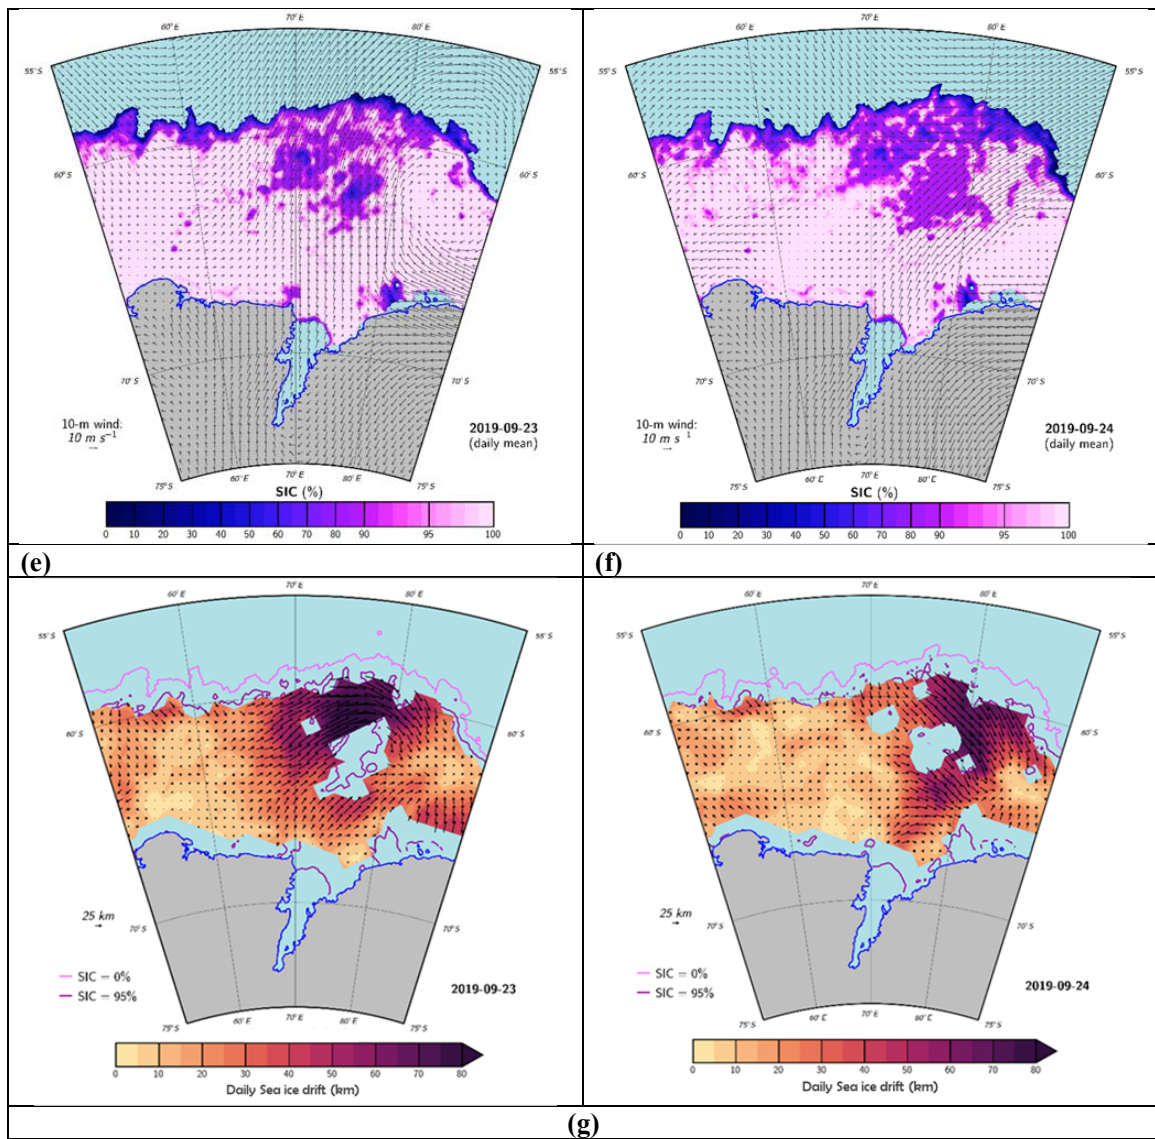 70° E
60° E
80° E
55° S
55° S
60° S
60° S
70° S
70° S
10-m wind:
10 m s⁻¹
2019-09-23
(daily mean)
75° S
60° E
70° E
80° E
75° S
SIC (%)
0 10 20 30 40 50 60 70 80 90 95 100
(e)
70° E
60° E
80° E
55° S
55° S
60° S
60° S
70° S
70° S
10-m wind:
10 m s⁻¹
2019-09-24
(daily mean)
75° S
60° E
70° E
80° E
75° S
SIC (%)
0 10 20 30 40 50 60 70 80 90 95 100
(f)
70° E
60° E
80° E
55° S
55° S
60° S
60° S
25 km
70° S
70° S
SIC = 0%
SIC = 95%
2019-09-23
75° S
60° E
70° E
80° E
75° S
0 10 20 30 40 50 60 70 80
Daily Sea ice drift (km)
70° E
60° E
80° E
55° S
55° S
60° S
60° S
25 km
70° S
70° S
SIC = 0%
SIC = 95%
2019-09-24
75° S
60° E
70° E
80° E
75° S
0 10 20 30 40 50 60 70 80
Daily Sea ice drift (km)
(g)